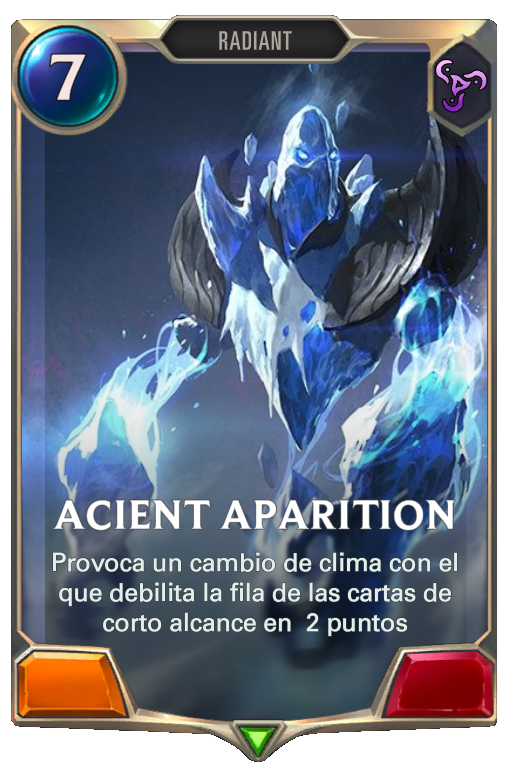 RADIANT
7
ACIENT APARITION
Provoca un cambio de clima con el
que debilita la fila de las cartas de
corto alcance en  2 puntos